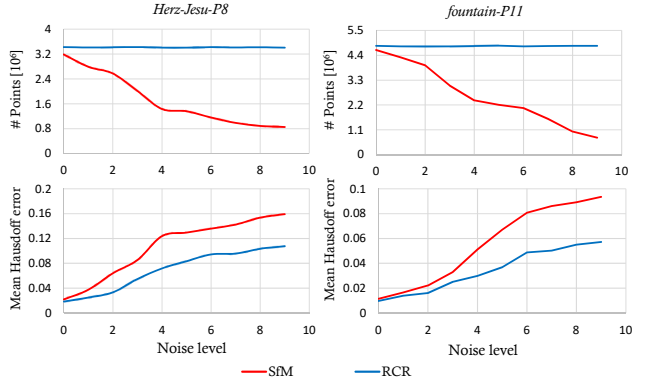 Herz-Jesu-P8
fountain-P11
# Points [10⁶]
4
3.2
2.4
1.6
0.8
0
0 2 4 6 8 10
# Points [10⁶]
5.5
4.4
3.3
2.2
1.1
0
0 2 4 6 8 10
Mean Hausdoff error
0.2
0.16
0.12
0.08
0.04
0
0 2 4 6 8 10
Noise level
Mean Hausdoff error
0.1
0.08
0.06
0.04
0.02
0
0 2 4 6 8 10
Noise level
SfM RCR